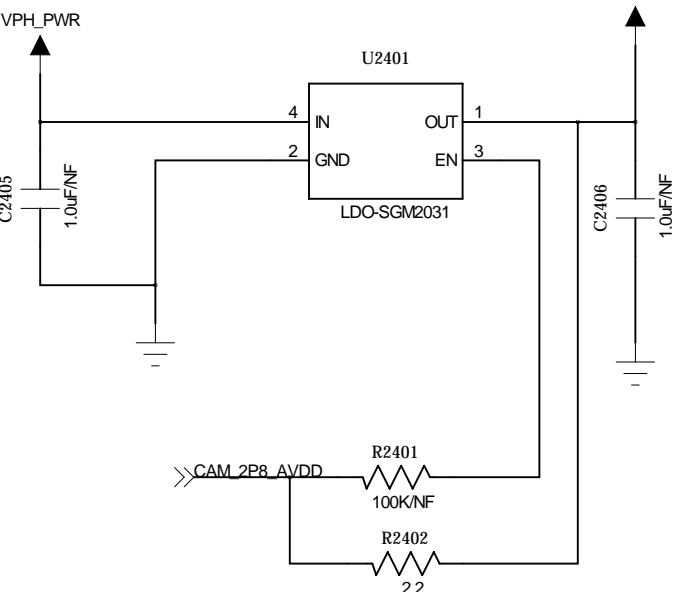 VPH_PWR
U2401
4 IN OUT 1
2 GND EN 3
LDO-SGM2031
C2405
1.0uF/NF
C2406
1.0uF/NF
CAM_2P8_AVDD
R2401
100K/NF
R2402